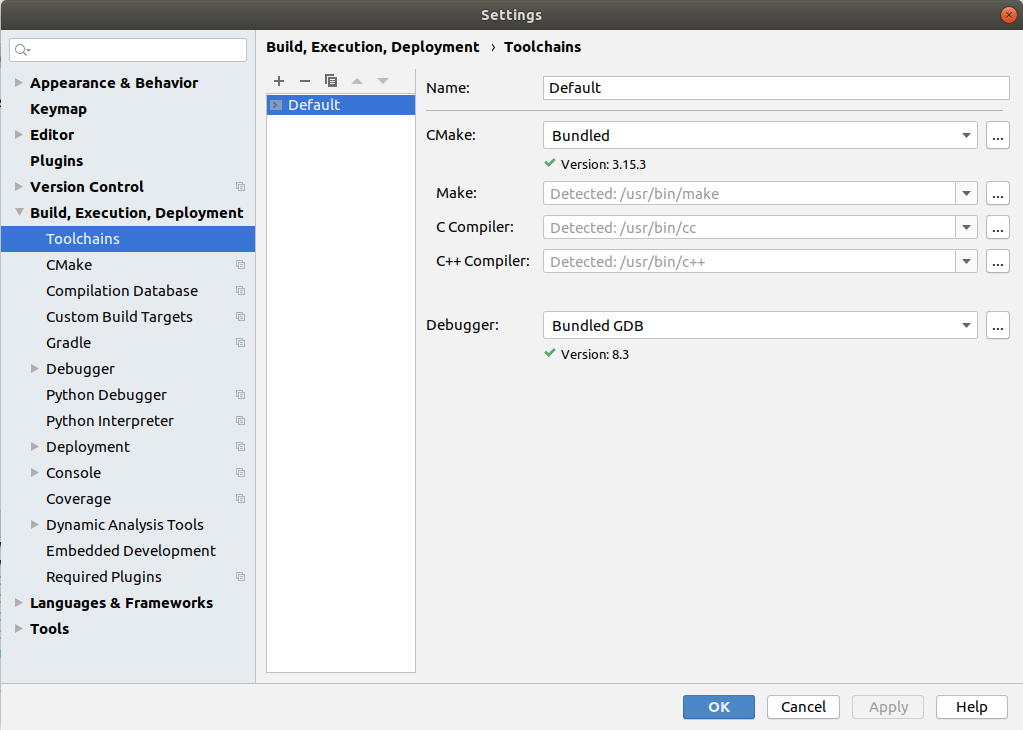 Settings
Build, Execution, Deployment › Toolchains
Appearance & Behavior
Keymap
Editor
Plugins
Version Control
Build, Execution, Deployment
Toolchains
CMake
Compilation Database
Custom Build Targets
Gradle
Debugger
Python Debugger
Python Interpreter
Deployment
Console
Coverage
Dynamic Analysis Tools
Embedded Development
Required Plugins
Languages & Frameworks
Tools
Default
Name: Default
CMake: Bundled ...
Version: 3.15.3
Make: Detected: /usr/bin/make ...
C Compiler: Detected: /usr/bin/cc ...
C++ Compiler: Detected: /usr/bin/c++ ...
Debugger: Bundled GDB ...
Version: 8.3
OK Cancel Apply Help